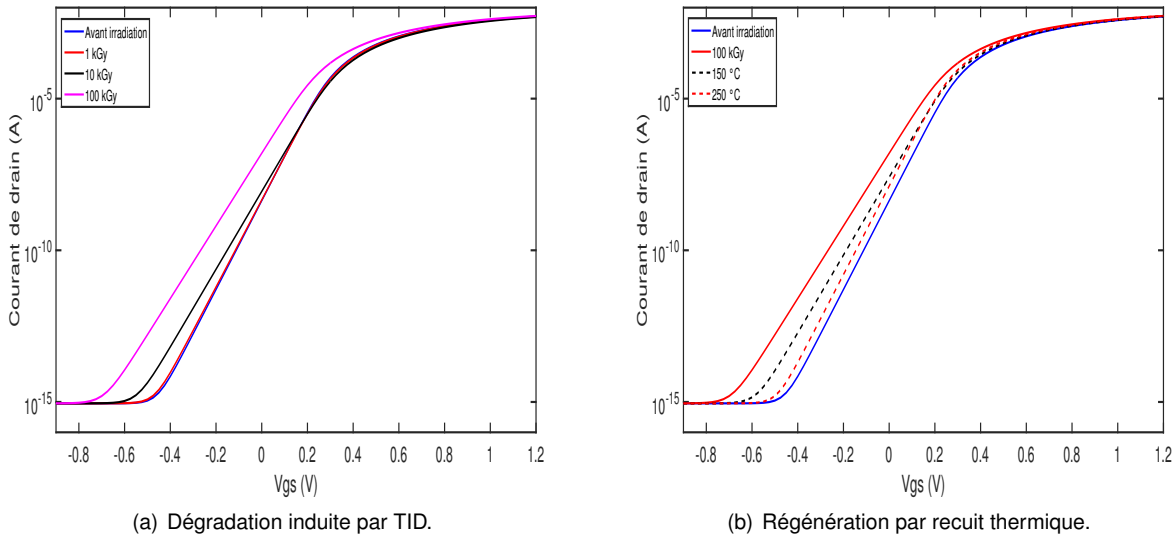 Avant irradiation
1 kGy
10 kGy
100 kGy
10^-5
10^-10
10^-15
Courant de drain (A)
-0.8 -0.6 -0.4 -0.2 0 0.2 0.4 0.6 0.8 1 1.2
Vgs (V)
(a) Dégradation induite par TID.
Avant irradiation
100 kGy
150 °C
250 °C
10^-5
10^-10
10^-15
Courant de drain (A)
-0.8 -0.6 -0.4 -0.2 0 0.2 0.4 0.6 0.8 1 1.2
Vgs (V)
(b) Régénération par recuit thermique.